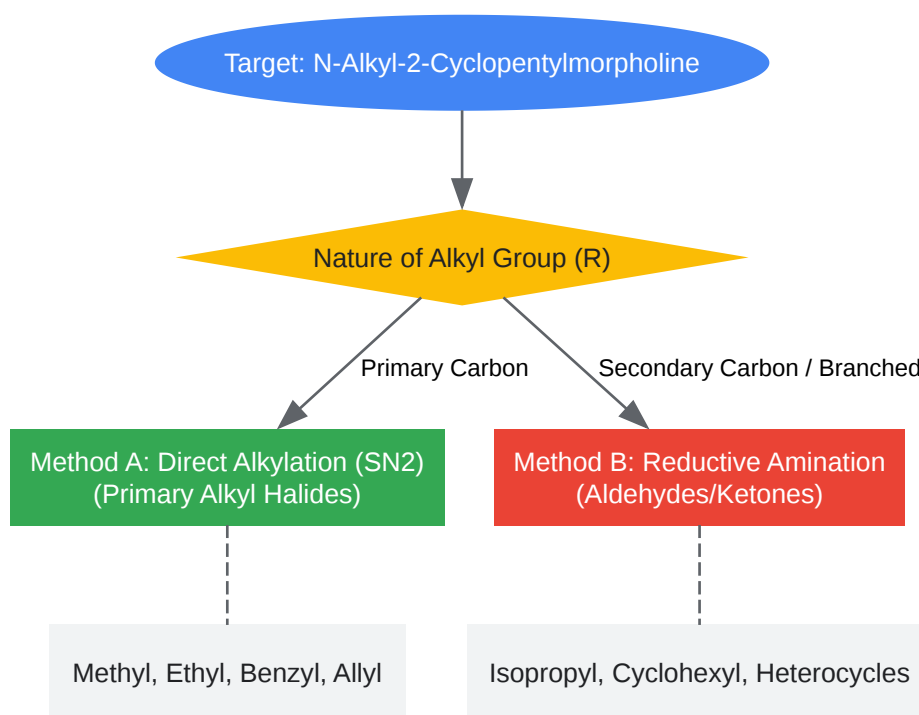 Target: N-Alkyl-2-Cyclopentylmorpholine
Nature of Alkyl Group (R)
Primary Carbon
Secondary Carbon / Branched
Method A: Direct Alkylation (SN2)
(Primary Alkyl Halides)
Method B: Reductive Amination
(Aldehydes/Ketones)
Methyl, Ethyl, Benzyl, Allyl
Isopropyl, Cyclohexyl, Heterocycles